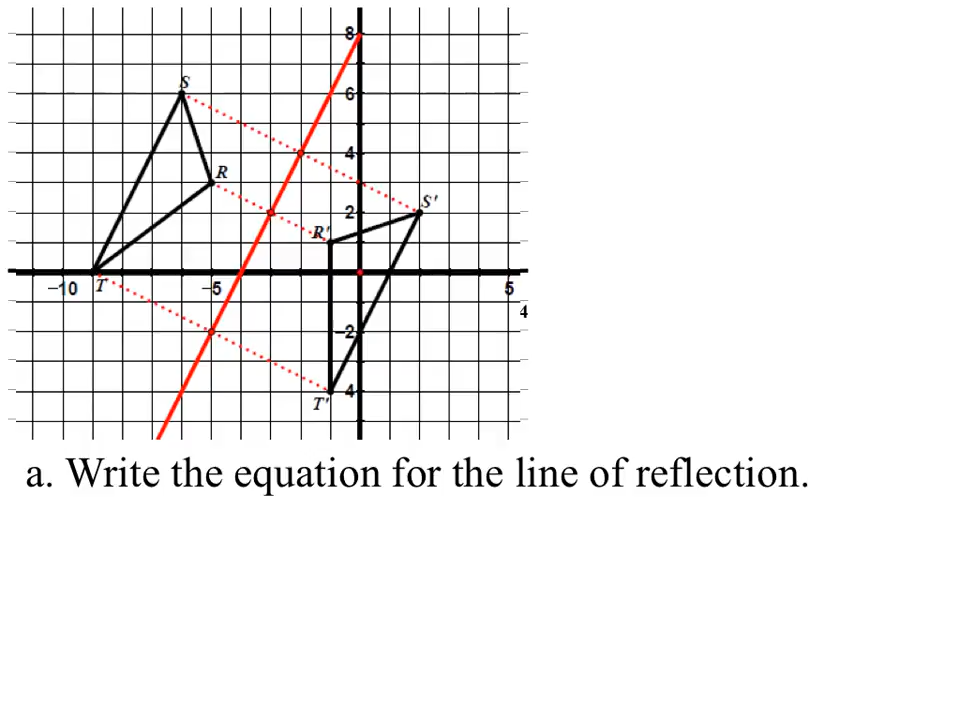 8
S
6
4
R
S'
2
R'
−10
T
−5
5
4
−2
T'
4
a. Write the equation for the line of reflection.